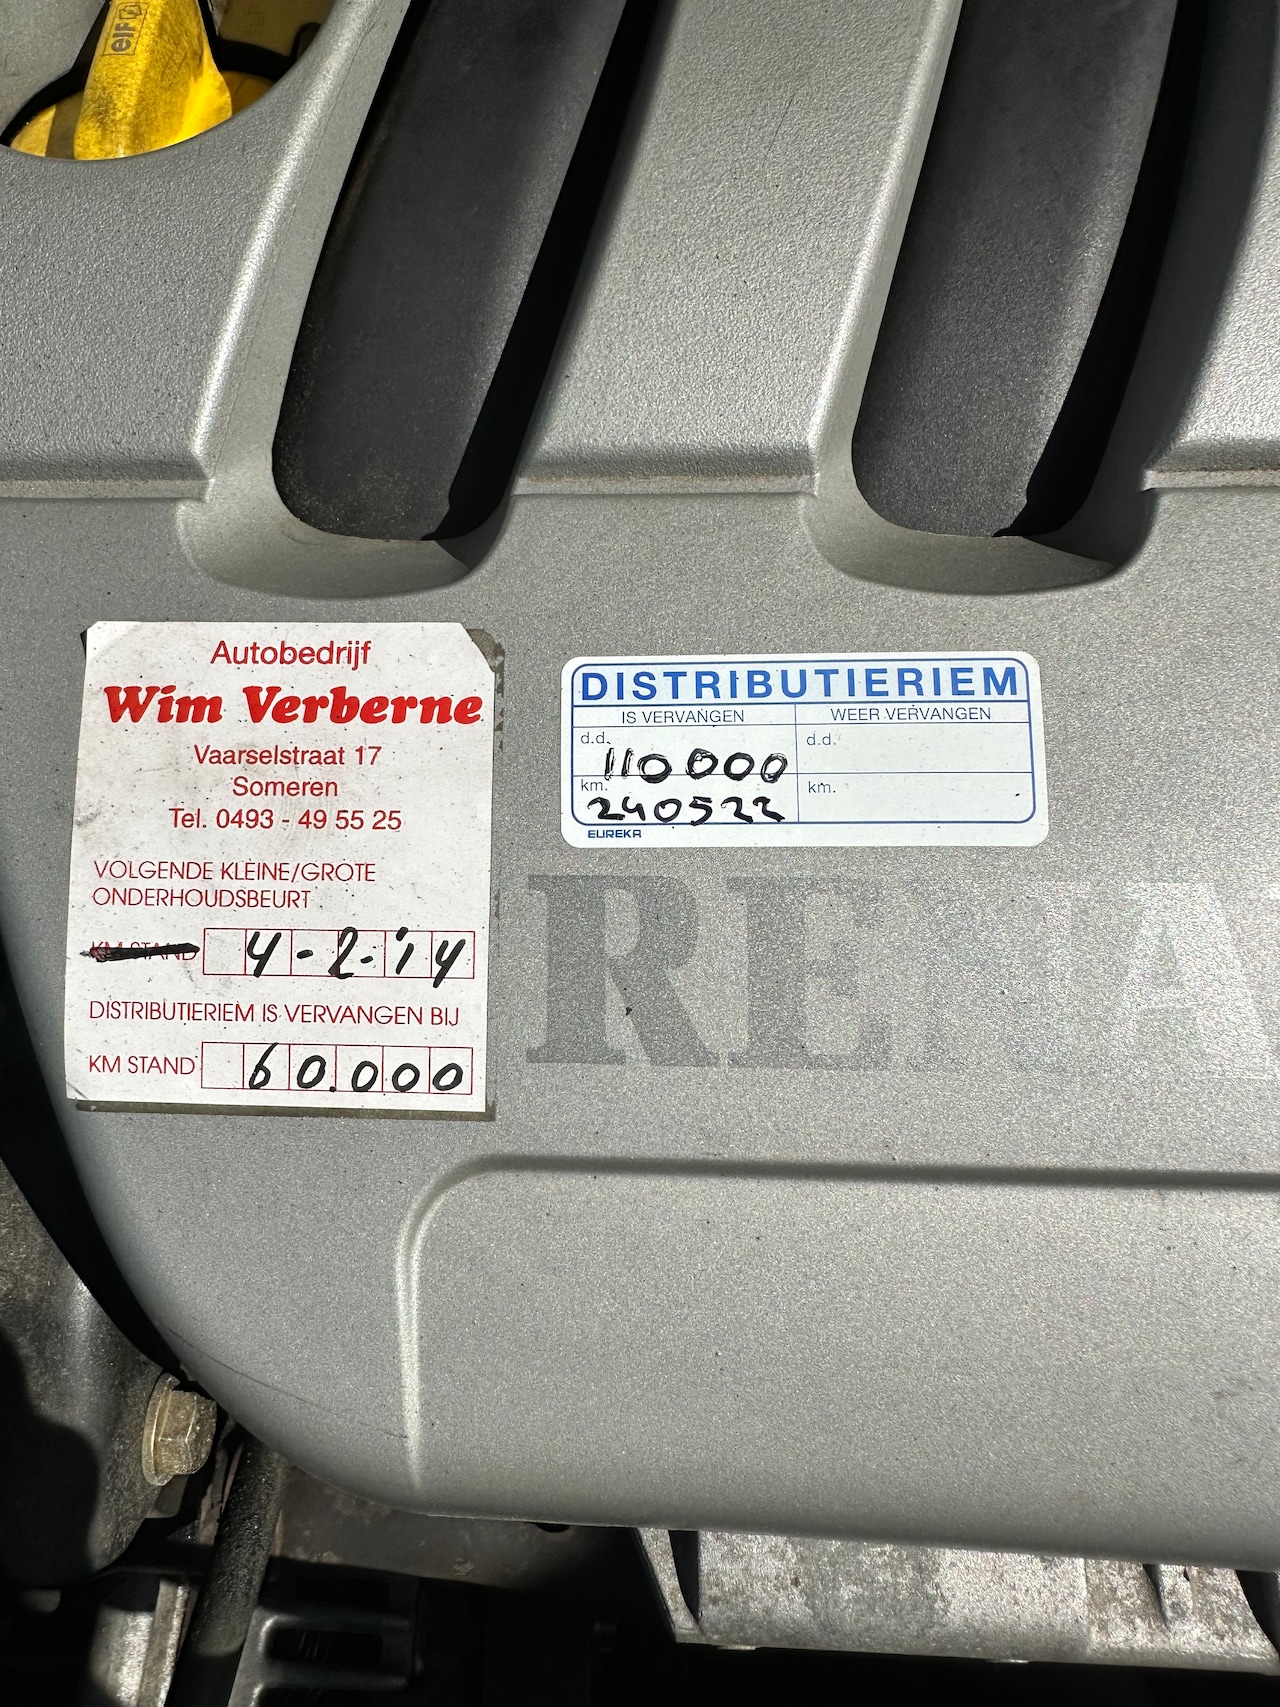 elf
Autobedrijf
Wim Verberne
Vaarselstraat 17
Someren
Tel. 0493 - 49 55 25
VOLGENDE KLEINE/GROTE
ONDERHOUDSBEURT
KM STAND 4-2-'14
DISTRIBUTIERIEM IS VERVANGEN BIJ
KM STAND 60.000
DISTRIBUTIERIEM
IS VERVANGEN WEER VERVANGEN
d.d. 110000 d.d.
km. 240522 km.
EUREKA
RENA